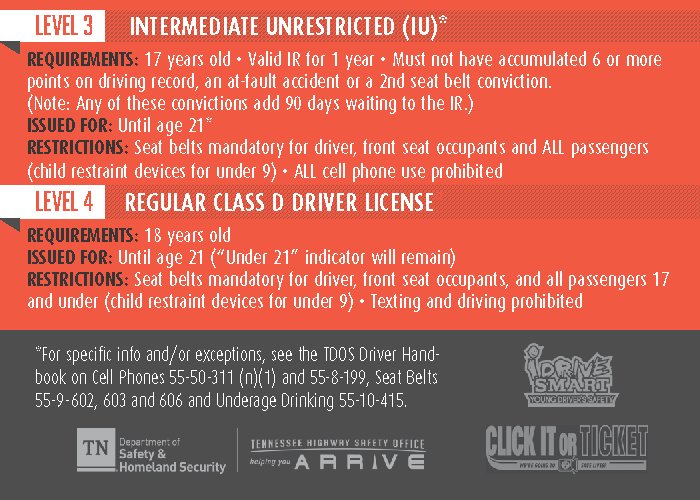 LEVEL 3 INTERMEDIATE UNRESTRICTED (IU)*
REQUIREMENTS: 17 years old • Valid IR for 1 year • Must not have accumulated 6 or more
points on driving record, an at-fault accident or a 2nd seat belt conviction.
(Note: Any of these convictions add 90 days waiting to the IR.)
ISSUED FOR: Until age 21*
RESTRICTIONS: Seat belts mandatory for driver, front seat occupants and ALL passengers
(child restraint devices for under 9) • ALL cell phone use prohibited
LEVEL 4 REGULAR CLASS D DRIVER LICENSE
REQUIREMENTS: 18 years old
ISSUED FOR: Until age 21 (“Under 21” indicator will remain)
RESTRICTIONS: Seat belts mandatory for driver, front seat occupants, and all passengers 17
and under (child restraint devices for under 9) • Texting and driving prohibited
*For specific info and/or exceptions, see the TDOS Driver Hand-
book on Cell Phones 55-50-311 (n)(1) and 55-8-199, Seat Belts
55-9-602, 603 and 606 and Underage Drinking 55-10-415.
iDRIVE
SMART
YOUNG DRIVER'S SAFETY
TN Department of
Safety &
Homeland Security
TENNESSEE HIGHWAY SAFETY OFFICE
helping you ARRIVE
CLICK IT OR TICKET